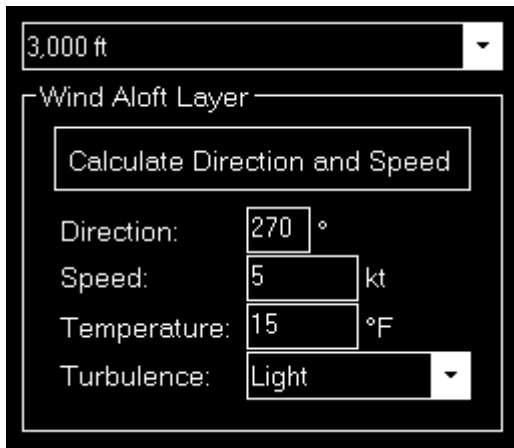 3,000 ft
Wind Aloft Layer
Calculate Direction and Speed
Direction: 270 °
Speed: 5 kt
Temperature: 15 °F
Turbulence: Light